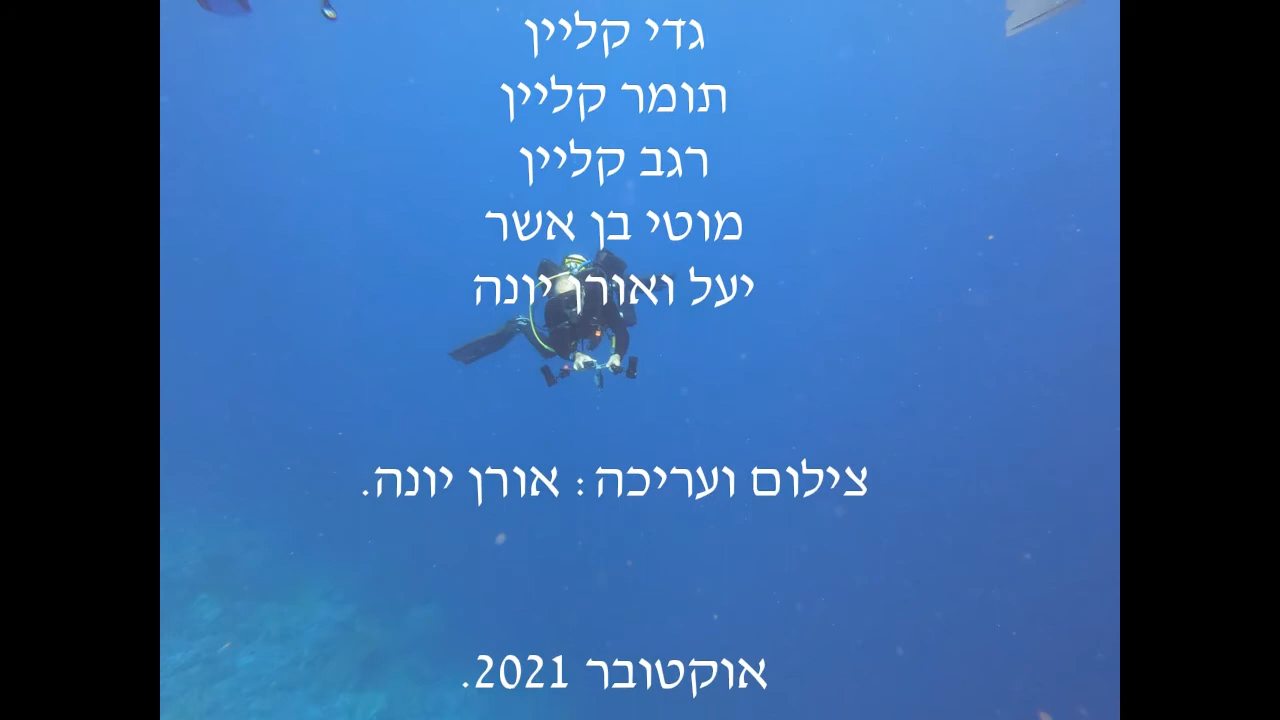 גדי קליין
תומר קליין
רגב קליין
מוטי בן אשר
יעל ואורן יונה
צילום ועריכה: אורן יונה.
אוקטובר 2021.